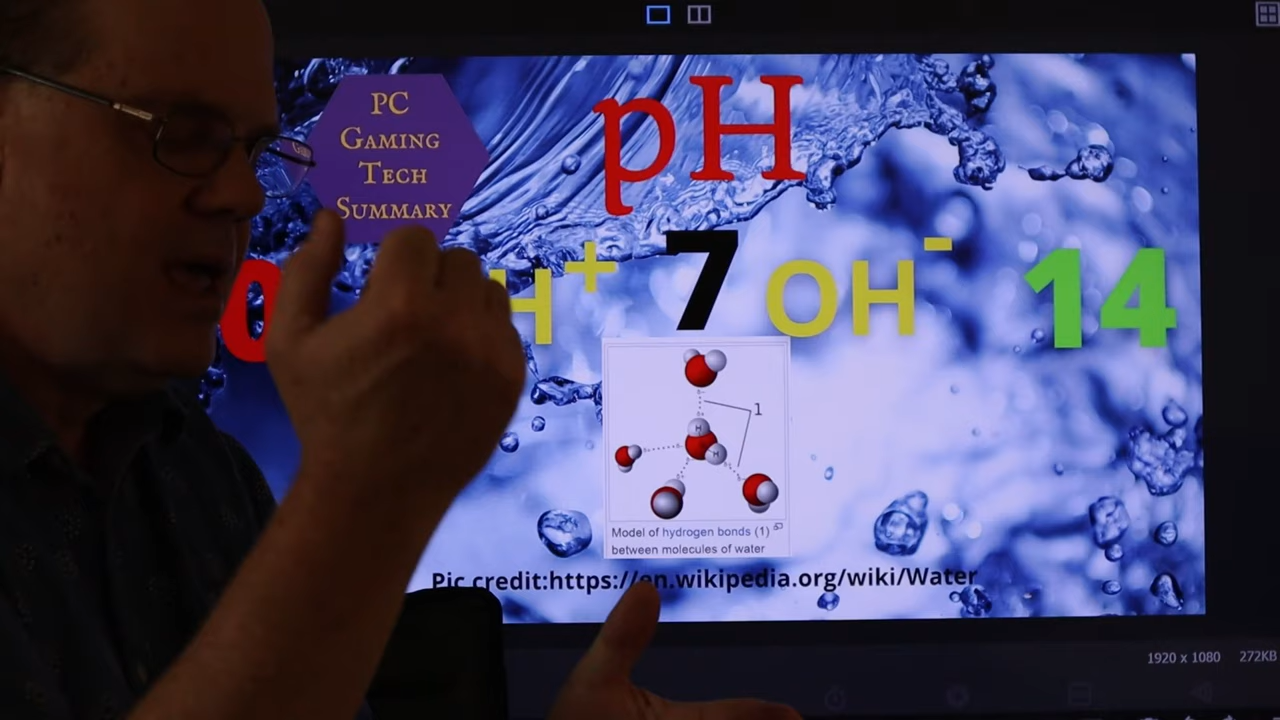 PC
Gaming
Tech
Summary
pH
0 H+ 7 OH- 14
1
H
H
Model of hydrogen bonds (1)
between molecules of water
Pic credit:https://en.wikipedia.org/wiki/Water
1920 x 1080 272KB